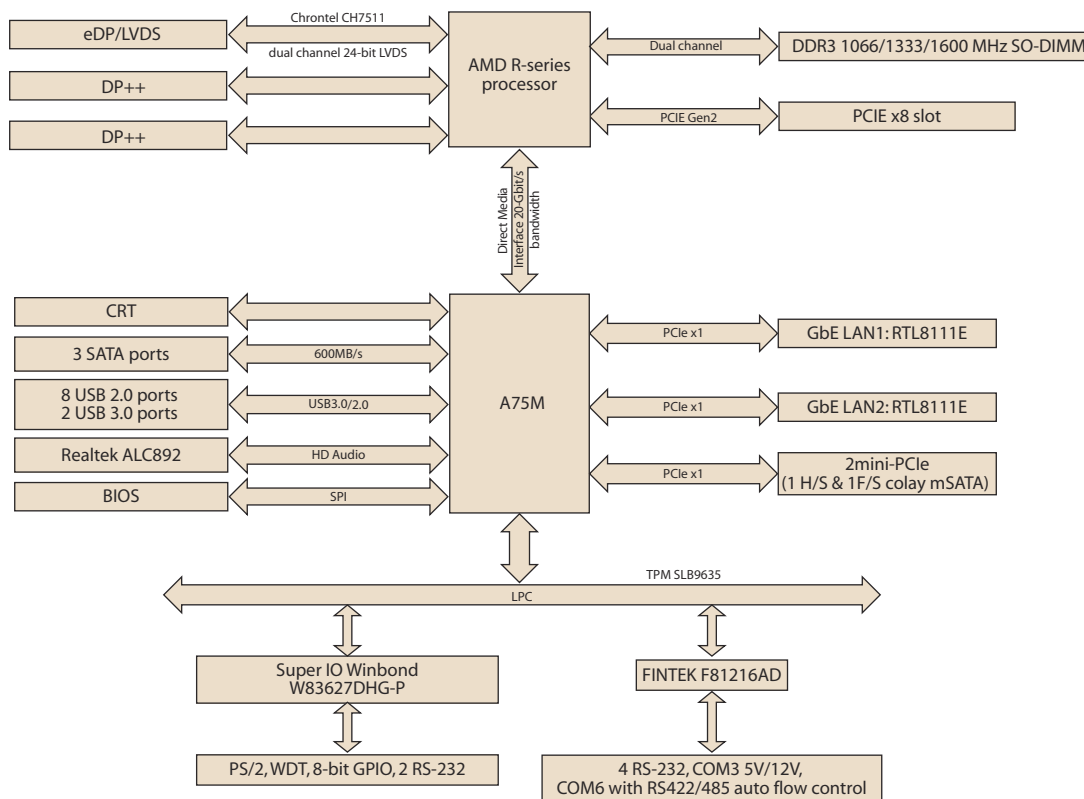 Chrontel CH7511
eDP/LVDS
dual channel 24-bit LVDS
DP++
DP++
AMD R-series
processor
Dual channel
DDR3 1066/1333/1600 MHz SO-DIMM
PCIE Gen2
PCIE x8 slot
Direct Media
Interface 20-Gbit/s
bandwidth
CRT
3 SATA ports
600MB/s
8 USB 2.0 ports
2 USB 3.0 ports
USB3.0/2.0
Realtek ALC892
HD Audio
BIOS
SPI
A75M
PCIe x1
GbE LAN1: RTL8111E
PCIe x1
GbE LAN2: RTL8111E
PCIe x1
2mini-PCIe
(1 H/S & 1F/S colay mSATA)
TPM SLB9635
LPC
Super IO Winbond
W83627DHG-P
FINTEK F81216AD
PS/2, WDT, 8-bit GPIO, 2 RS-232
4 RS-232, COM3 5V/12V,
COM6 with RS422/485 auto flow control